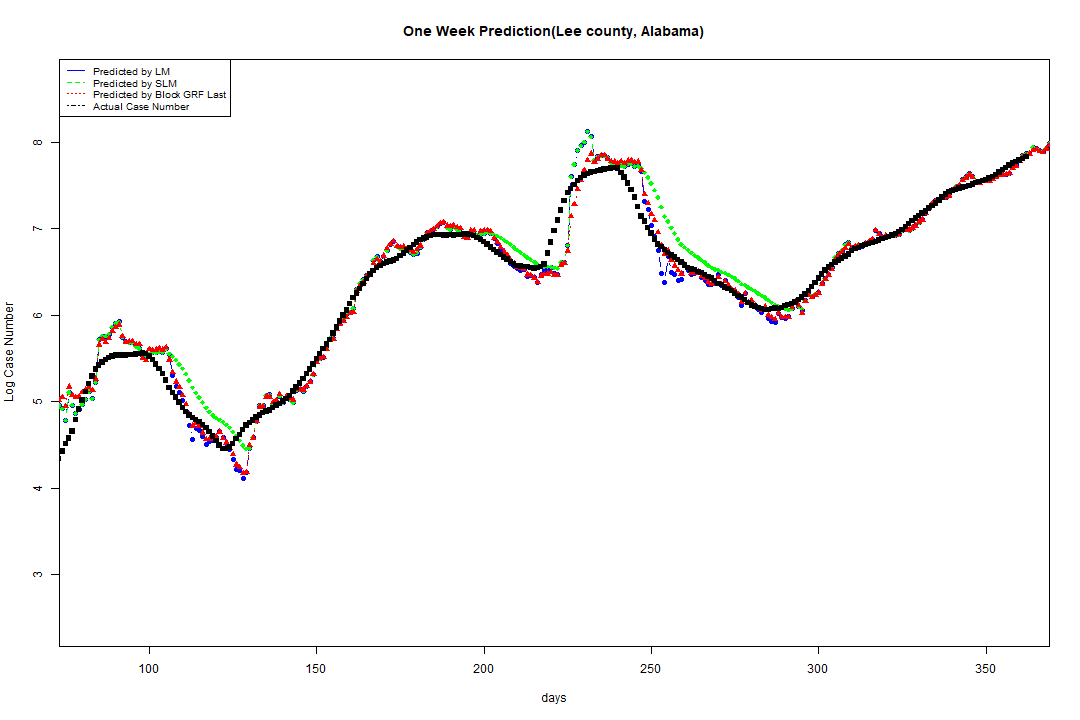 One Week Prediction(Lee county, Alabama)
Predicted by LM
Predicted by SLM
Predicted by Block GRF Last
Actual Case Number
8
7
6
5
4
3
Log Case Number
100 150 200 250 300 350
days